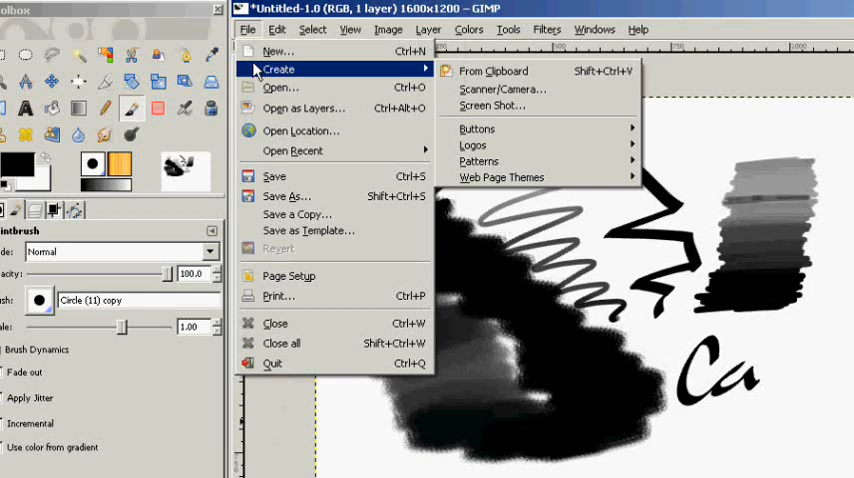 olbox
*Untitled-1.0 (RGB, 1 layer) 1600x1200 – GIMP
File Edit Select View Image Layer Colors Tools Filters Windows Help
500 750 1000
New... Ctrl+N
Create
Open... Ctrl+O
Open as Layers... Ctrl+Alt+O
Open Location...
Open Recent
Save Ctrl+S
Save As... Shift+Ctrl+S
Save a Copy...
Save as Template...
Revert
Page Setup
Print... Ctrl+P
Close Ctrl+W
Close all Shift+Ctrl+W
Quit Ctrl+Q
From Clipboard Shift+Ctrl+V
Scanner/Camera...
Screen Shot...
Buttons
Logos
Patterns
Web Page Themes
intbrush
de: Normal
acity: 100.0
ush: Circle (11) copy
ale: 1.00
Brush Dynamics
Fade out
Apply Jitter
Incremental
Use color from gradient
Ca